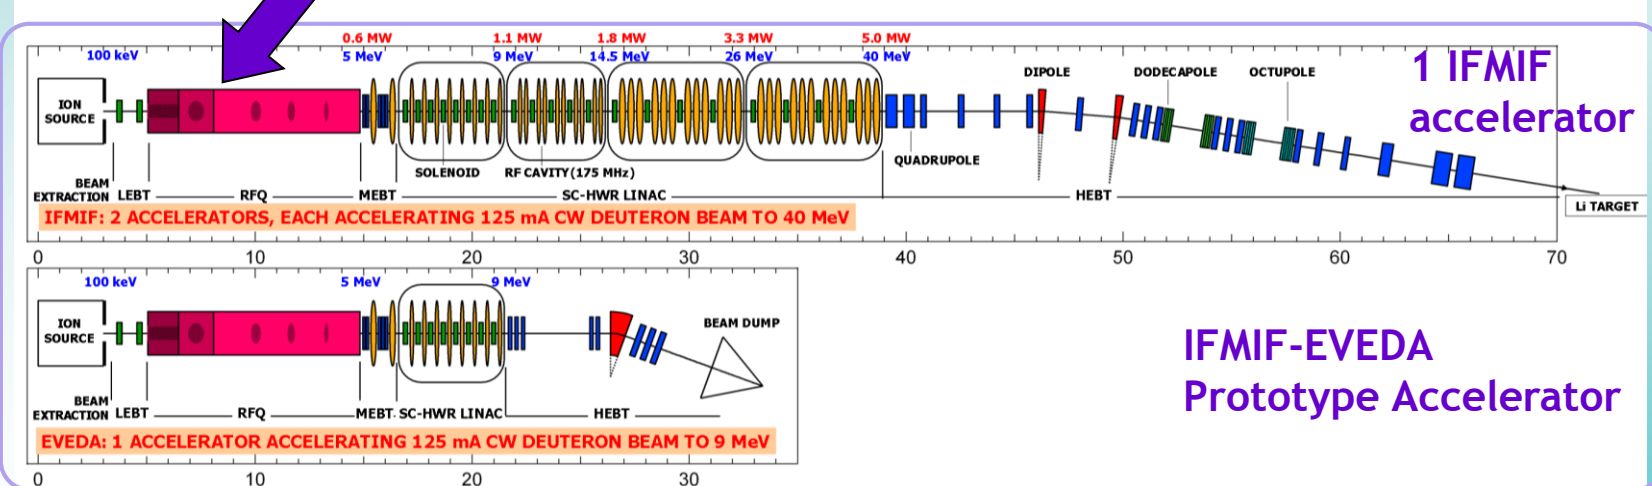 0.6 MW 1.1 MW 1.8 MW 3.3 MW 5.0 MW
100 keV 5 MeV 9 MeV 14.5 MeV 26 MeV 40 MeV
1 IFMIF
accelerator
DIPOLE DODECAPOLE OCTUPOLE
ION
SOURCE
QUADRUPOLE
SOLENOID RF CAVITY(175 MHz)
BEAM
EXTRACTION LEBT RFQ MEBT SC-HWR LINAC HEBT
Li TARGET
IFMIF: 2 ACCELERATORS, EACH ACCELERATING 125 mA CW DEUTERON BEAM TO 40 MeV
0 10 20 30 40 50 60 70
100 keV 5 MeV 9 MeV
ION
SOURCE
BEAM DUMP
IFMIF-EVEDA
Prototype Accelerator
BEAM
EXTRACTION LEBT RFQ MEBT SC-HWR LINAC HEBT
EVEDA: 1 ACCELERATOR ACCELERATING 125 mA CW DEUTERON BEAM TO 9 MeV
0 10 20 30